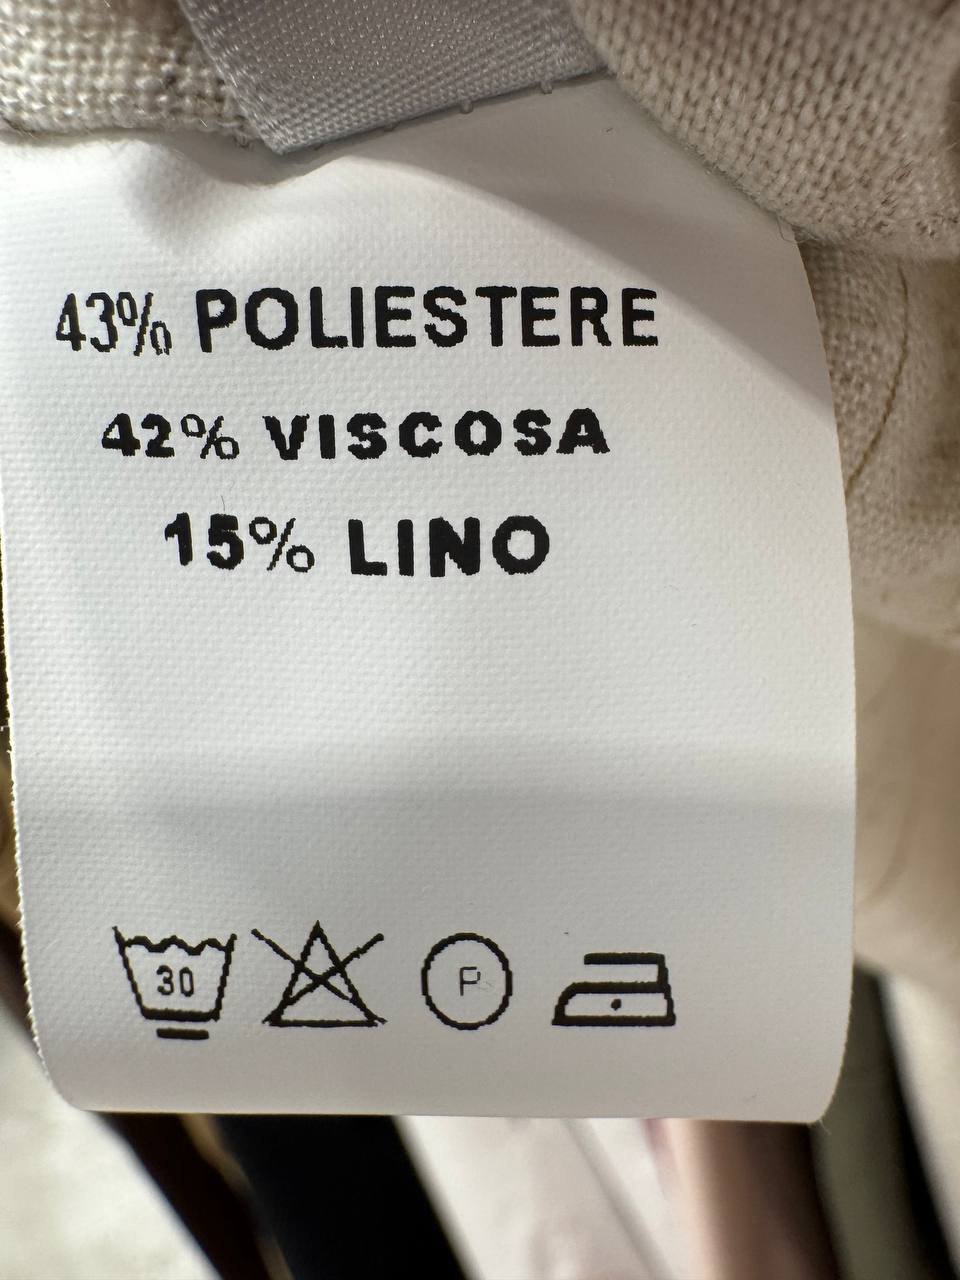 43% POLIESTERE
42% VISCOSA
15% LINO
30 P